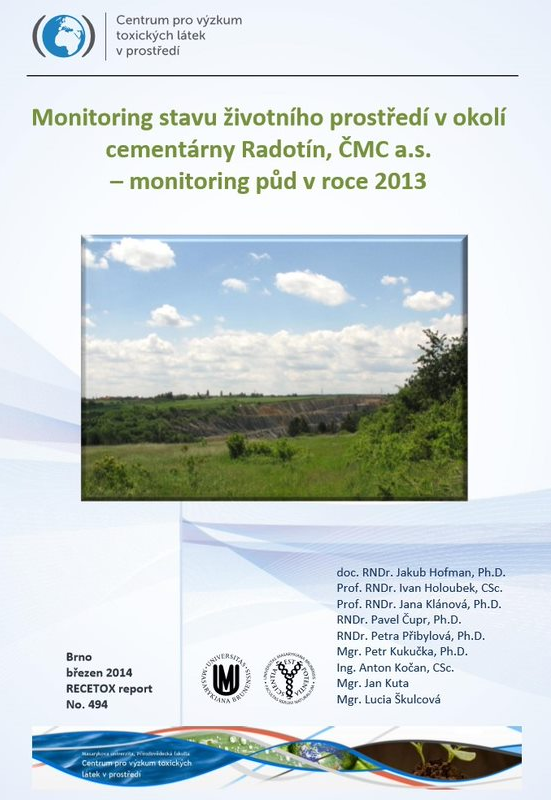 Centrum pro výzkum
toxických látek
v prostředí
Monitoring stavu životního prostředí v okolí
cementárny Radotín, ČMC a.s.
– monitoring půd v roce 2013
doc. RNDr. Jakub Hofman, Ph.D.
Prof. RNDr. Ivan Holoubek, CSc.
Prof. RNDr. Jana Klánová, Ph.D.
RNDr. Pavel Čupr, Ph.D.
RNDr. Petra Přibylová, Ph.D.
Mgr. Petr Kukučka, Ph.D.
Ing. Anton Kočan, CSc.
Mgr. Jan Kuta
Mgr. Lucia Škulcová
Brno
březen 2014
RECETOX report
No. 494
UNIVERSITAS
MASARYKIANA BRUNENSIS
Masarykova univerzita, Přírodovědecká fakulta
Centrum pro výzkum toxických
látek v prostředí